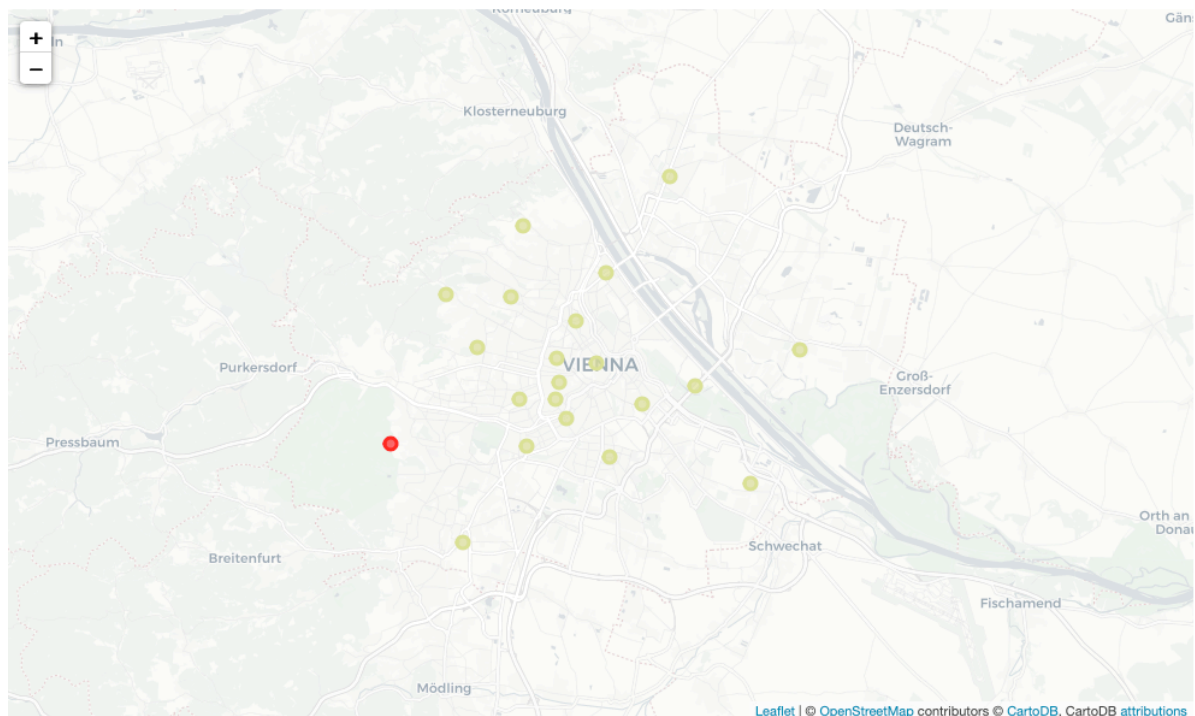 Korneuburg
Gäns
+
ln
−
Klosterneuburg
Deutsch-
Wagram
VIENNA
Purkersdorf
Groß-
Enzersdorf
Pressbaum
Orth an
Donau
Breitenfurt
Schwechat
Fischamend
Mödling
Leaflet | © OpenStreetMap contributors © CartoDB, CartoDB attributions